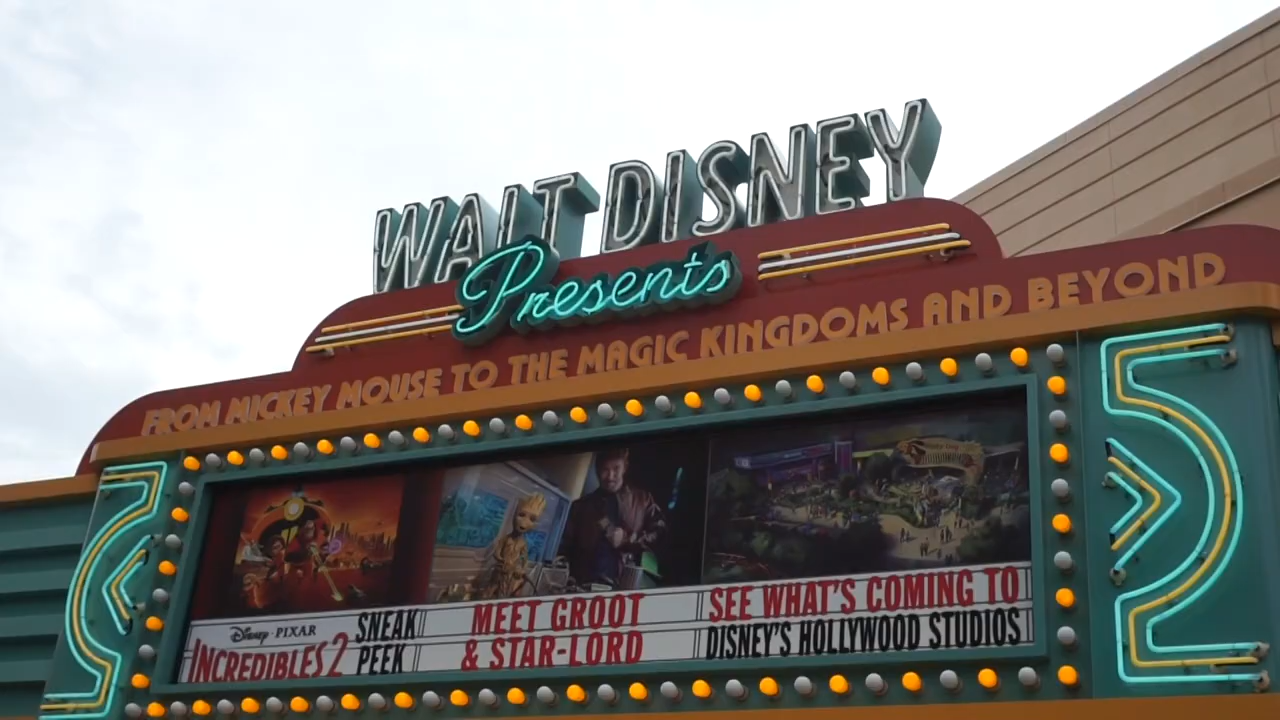 WALT DISNEY
Presents
FROM MICKEY MOUSE TO THE MAGIC KINGDOMS AND BEYOND
Disney · PIXAR
INCREDIBLES 2
SNEAK
PEEK
MEET GROOT
& STAR-LORD
SEE WHAT'S COMING TO
DISNEY'S HOLLYWOOD STUDIOS